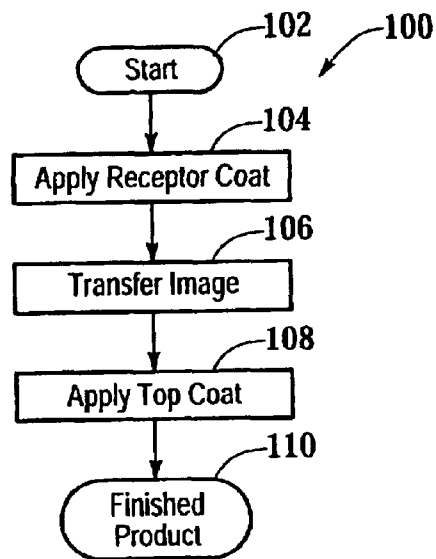 102
100
Start
104
Apply Receptor Coat
106
Transfer Image
108
Apply Top Coat
110
Finished
Product